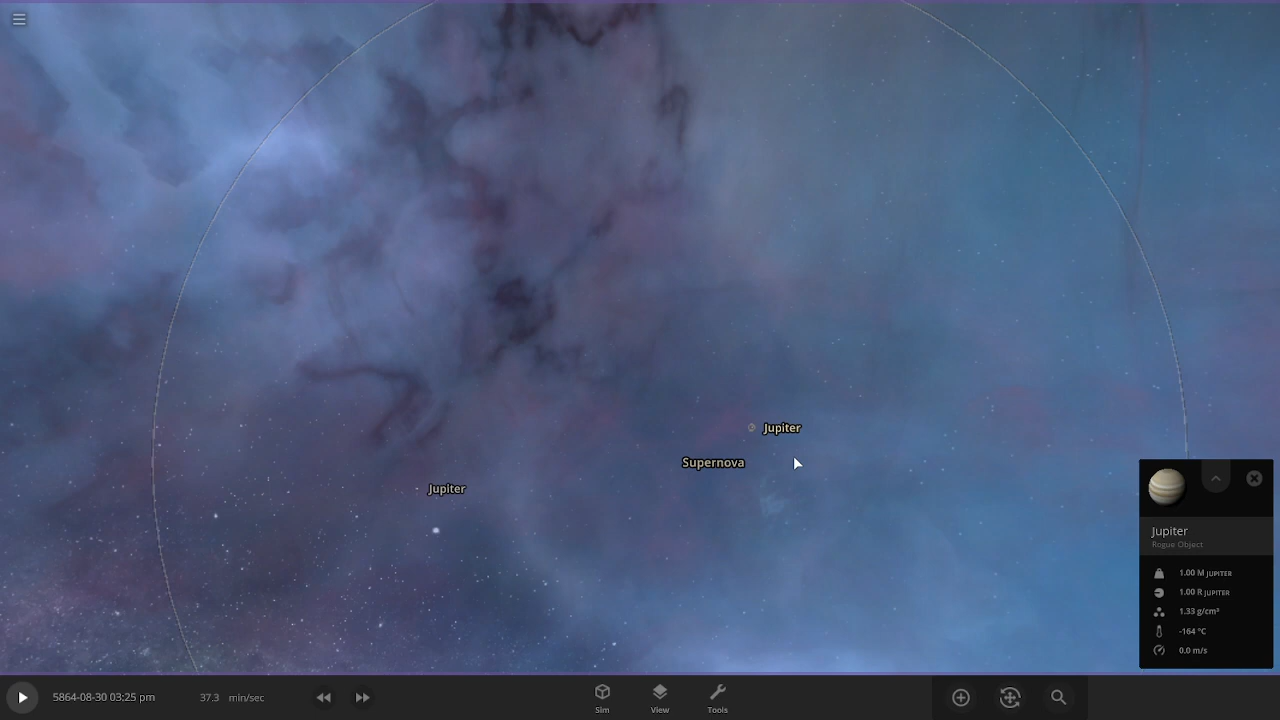 Jupiter
Supernova
Jupiter
Jupiter
Rogue Object
1.00 M JUPITER
1.00 R JUPITER
1.33 g/cm³
-164 °C
0.0 m/s
5864-08-30 03:25 pm
37.3 min/sec
Sim
View
Tools